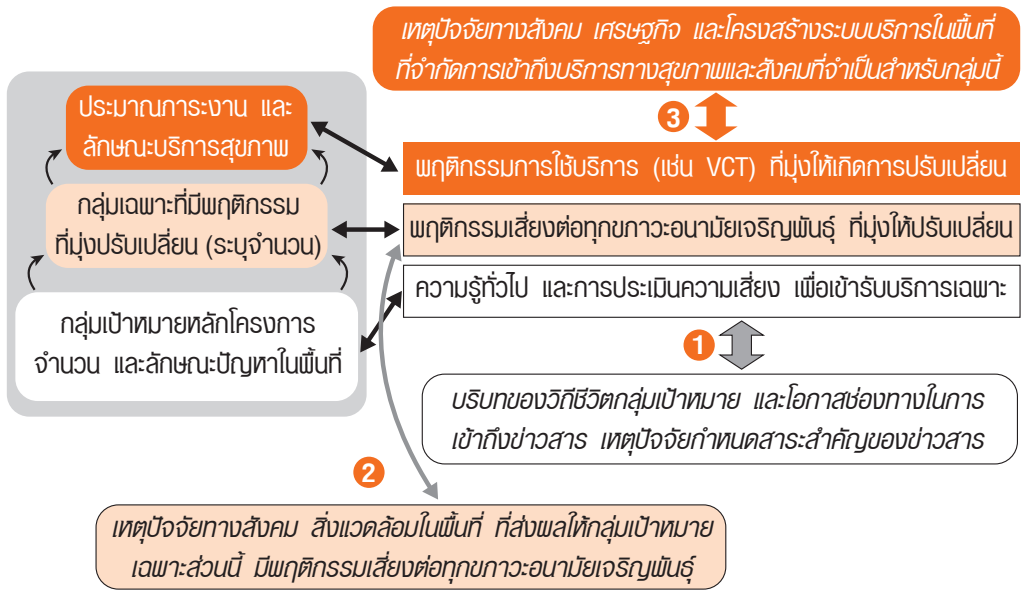 เหตุปัจจัยทางสังคม เศรษฐกิจ และโครงสร้างระบบบริการในพื้นที่
ที่จำกัดการเข้าถึงบริการทางสุขภาพและสังคมที่จำเป็นสำหรับกลุ่มนี้
3
ประมาณภาระงาน และ
ลักษณะบริการสุขภาพ
พฤติกรรมการใช้บริการ (เช่น VCT) ที่มุ่งให้เกิดการปรับเปลี่ยน
กลุ่มเฉพาะที่มีพฤติกรรม
ที่มุ่งปรับเปลี่ยน (ระบุจำนวน)
พฤติกรรมเสี่ยงต่อทุกขภาวะอนามัยเจริญพันธุ์ ที่มุ่งให้ปรับเปลี่ยน
ความรู้ทั่วไป และการประเมินความเสี่ยง เพื่อเข้ารับบริการเฉพาะ
กลุ่มเป้าหมายหลักโครงการ
จำนวน และลักษณะปัญหาในพื้นที่
1
บริบทของวิถีชีวิตกลุ่มเป้าหมาย และโอกาสช่องทางในการ
เข้าถึงข่าวสาร เหตุปัจจัยกำหนดสาระสำคัญของข่าวสาร
2
เหตุปัจจัยทางสังคม สิ่งแวดล้อมในพื้นที่ ที่ส่งผลให้กลุ่มเป้าหมาย
เฉพาะส่วนนี้ มีพฤติกรรมเสี่ยงต่อทุกขภาวะอนามัยเจริญพันธุ์